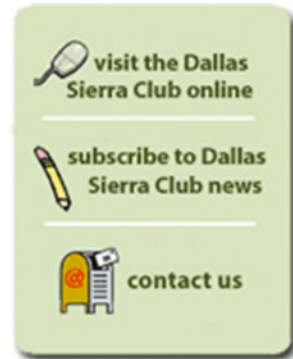 visit the Dallas
Sierra Club online
subscribe to Dallas
Sierra Club news
@
contact us